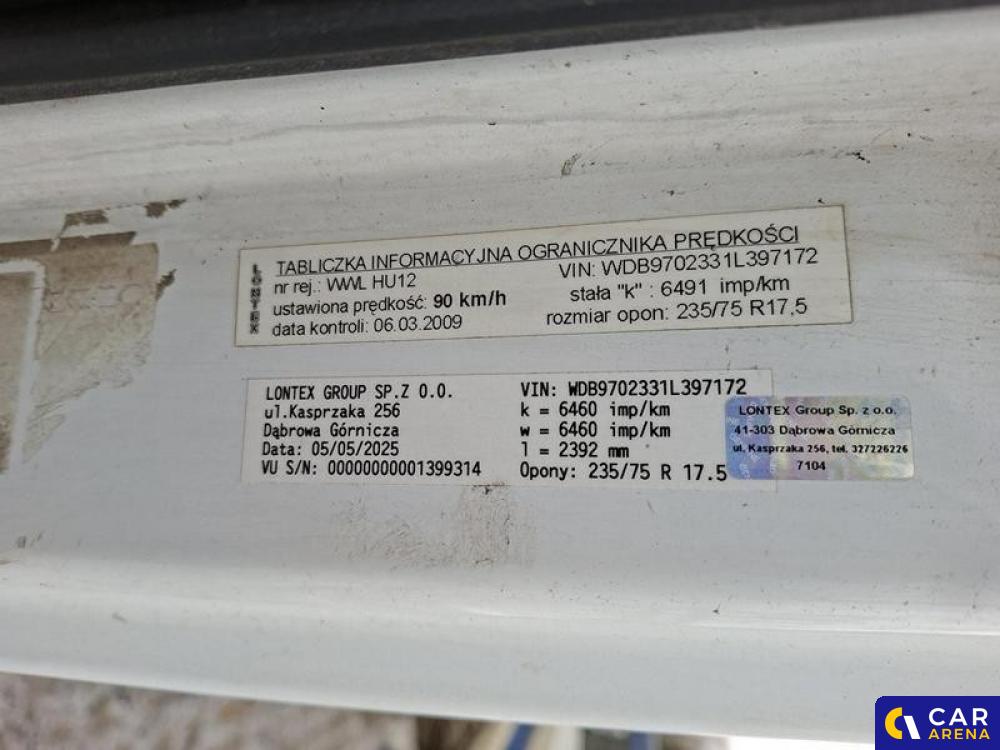 LONTEX
TABLICZKA INFORMACYJNA OGRANICZNIKA PRĘDKOŚCI
nr rej.: WWL HU12
VIN: WDB9702331L397172
ustawiona prędkość: 90 km/h
stała "k" : 6491 imp/km
data kontroli: 06.03.2009
rozmiar opon: 235/75 R17,5
LONTEX GROUP SP.Z O.O.
ul.Kasprzaka 256
Dąbrowa Górnicza
Data: 05/05/2025
VU S/N: 00000000001399314
VIN: WDB9702331L397172
k = 6460 imp/km
w = 6460 imp/km
l = 2392 mm
Opony: 235/75 R 17.5
LONTEX Group Sp. z o.o.
41-303 Dąbrowa Górnicza
ul. Kasprzaka 256, tel. 327226226
7104
CAR
ARENA